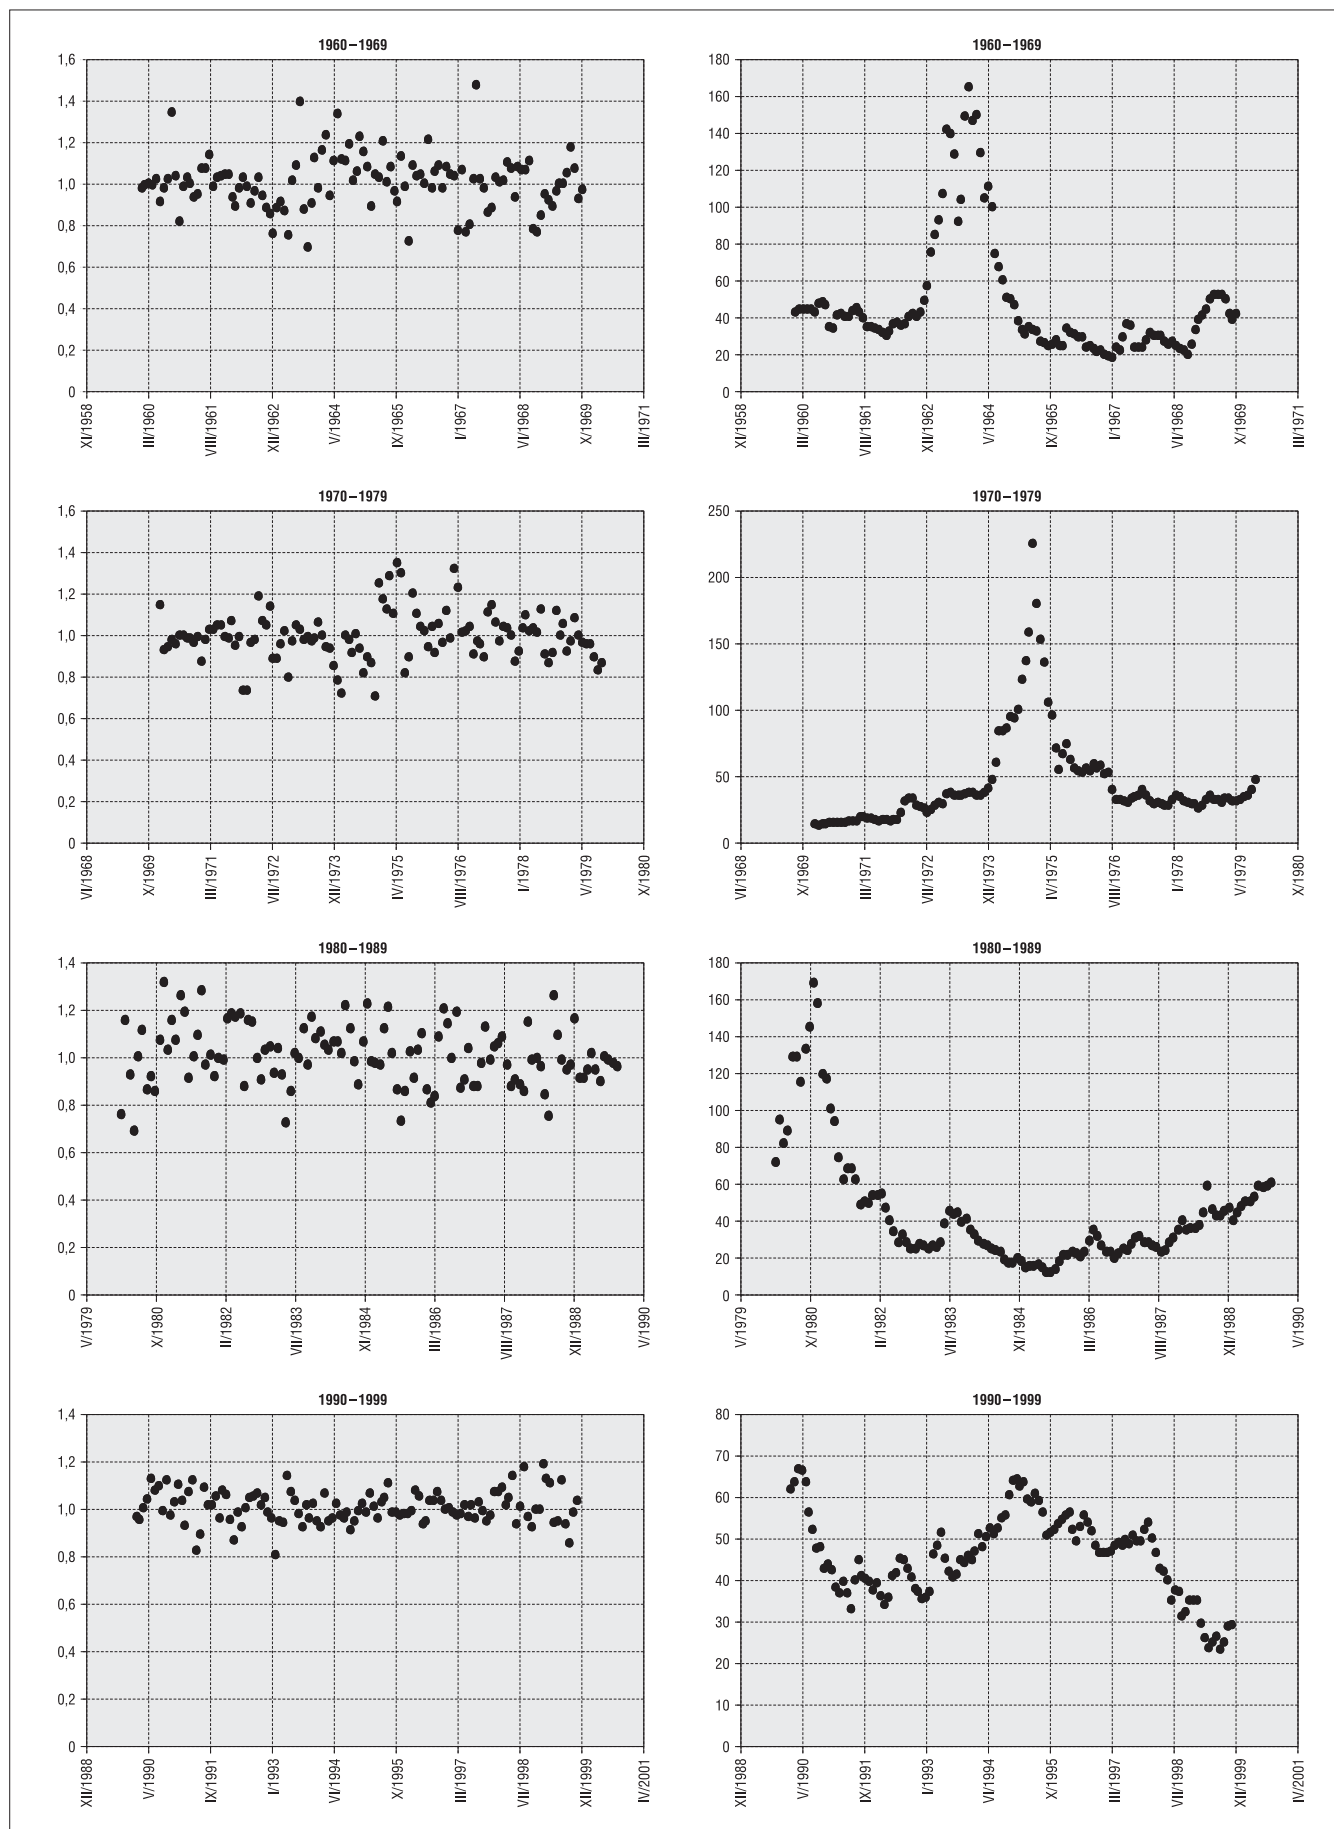 1960–1969
1,6
1,4
1,2
1,0
0,8
0,6
0,4
0,2
0
XI/1958
III/1960
VIII/1961
XII/1962
V/1964
IX/1965
I/1967
VI/1968
X/1969
III/1971
1960–1969
180
160
140
120
100
80
60
40
20
0
XI/1958
III/1960
VIII/1961
XII/1962
V/1964
IX/1965
I/1967
VI/1968
X/1969
III/1971
1970–1979
1,6
1,4
1,2
1,0
0,8
0,6
0,4
0,2
0
VI/1968
X/1969
III/1971
VII/1972
XII/1973
IV/1975
VIII/1976
I/1978
V/1979
X/1980
1970–1979
250
200
150
100
50
0
VI/1968
X/1969
III/1971
VII/1972
XII/1973
IV/1975
VIII/1976
I/1978
V/1979
X/1980
1980–1989
1,4
1,2
1,0
0,8
0,6
0,4
0,2
0
V/1979
X/1980
II/1982
VII/1983
XI/1984
III/1986
VIII/1987
XII/1988
V/1990
1980–1989
180
160
140
120
100
80
60
40
20
0
V/1979
X/1980
II/1982
VII/1983
XI/1984
III/1986
VIII/1987
XII/1988
V/1990
1990–1999
1,4
1,2
1,0
0,8
0,6
0,4
0,2
0
XII/1988
V/1990
IX/1991
I/1993
VI/1994
X/1995
III/1997
VII/1998
XII/1999
IV/2001
1990–1999
80
70
60
50
40
30
20
10
0
XII/1988
V/1990
IX/1991
I/1993
VI/1994
X/1995
III/1997
VII/1998
XII/1999
IV/2001